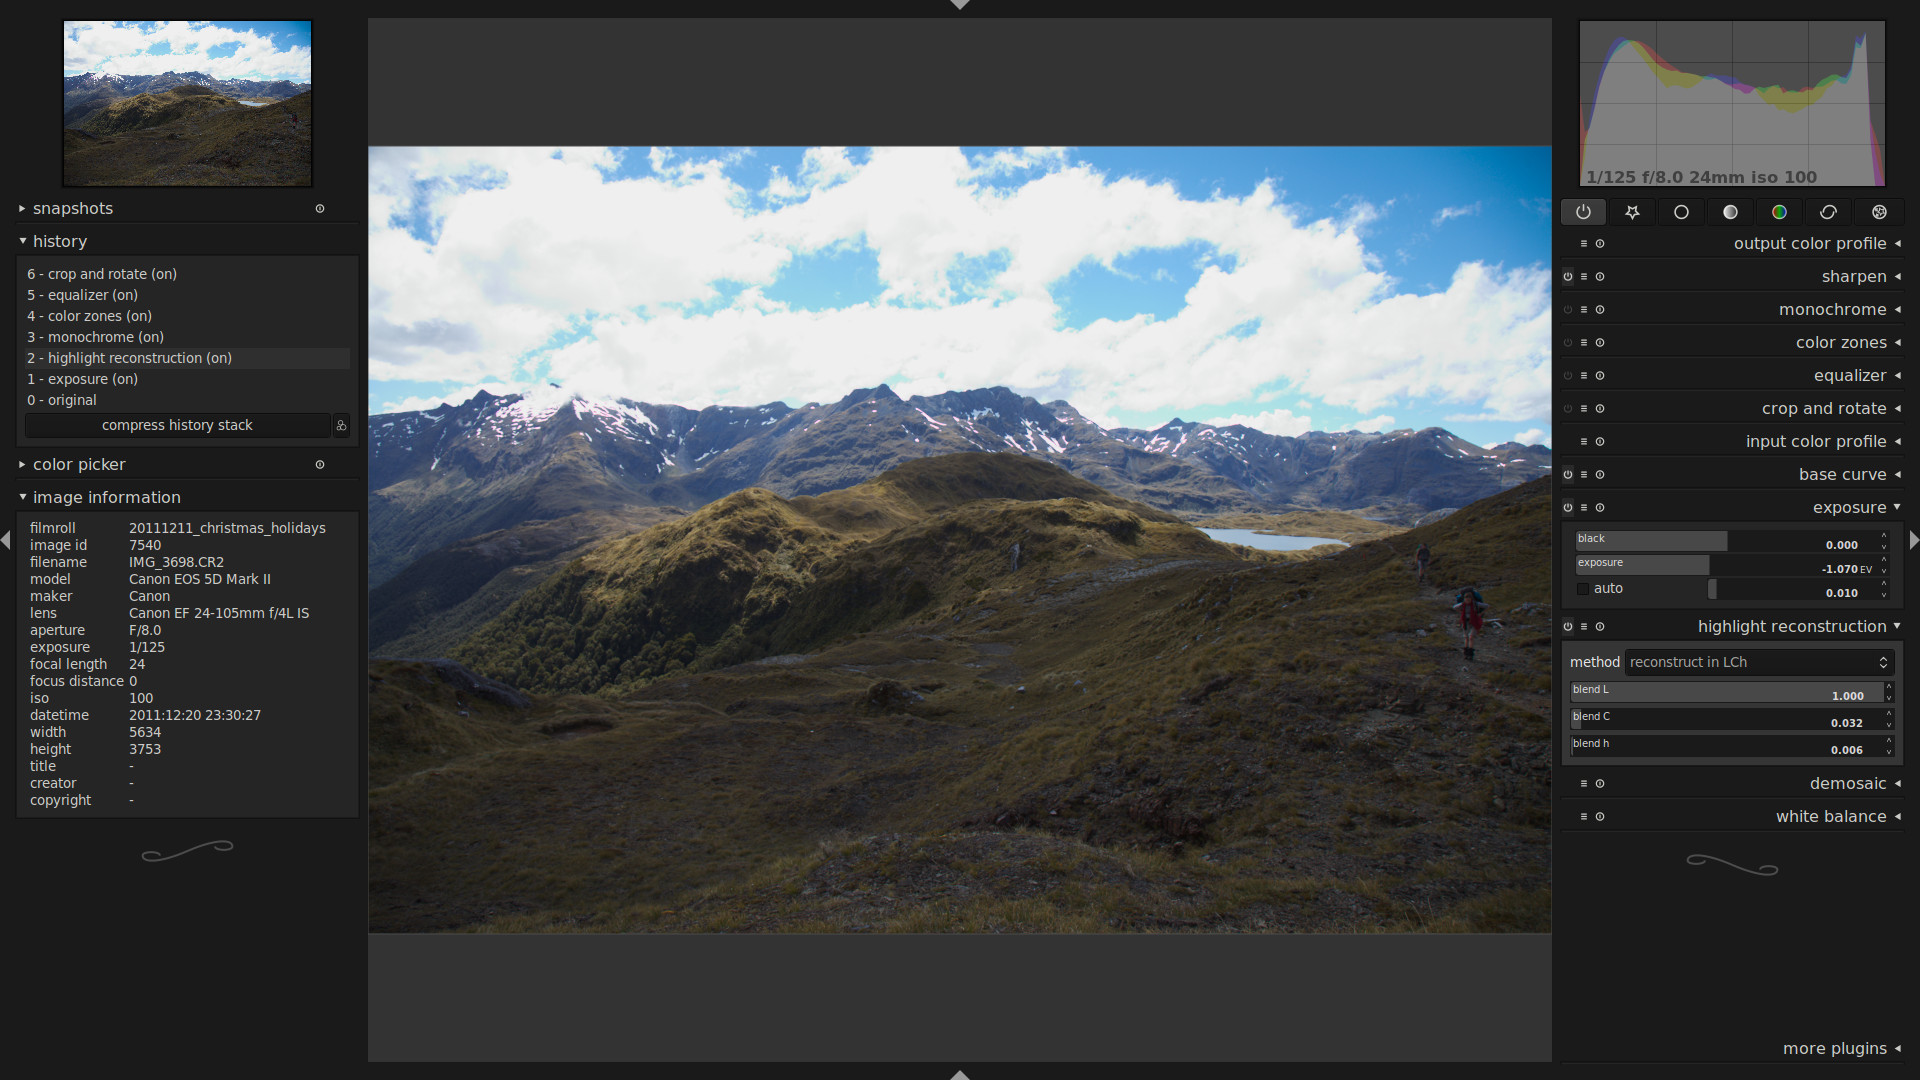 snapshots
history
6 - crop and rotate (on)
5 - equalizer (on)
4 - color zones (on)
3 - monochrome (on)
2 - highlight reconstruction (on)
1 - exposure (on)
0 - original
compress history stack
color picker
image information
filmroll 20111211_christmas_holidays
image id 7540
filename IMG_3698.CR2
model Canon EOS 5D Mark II
maker Canon
lens Canon EF 24-105mm f/4L IS
aperture F/8.0
exposure 1/125
focal length 24
focus distance 0
iso 100
datetime 2011:12:20 23:30:27
width 5634
height 3753
title -
creator -
copyright -
1/125 f/8.0 24mm iso 100
output color profile
sharpen
monochrome
color zones
equalizer
crop and rotate
input color profile
base curve
exposure
black 0.000
exposure -1.070 EV
auto 0.010
highlight reconstruction
method reconstruct in LCh
blend L 1.000
blend C 0.032
blend h 0.006
demosaic
white balance
more plugins